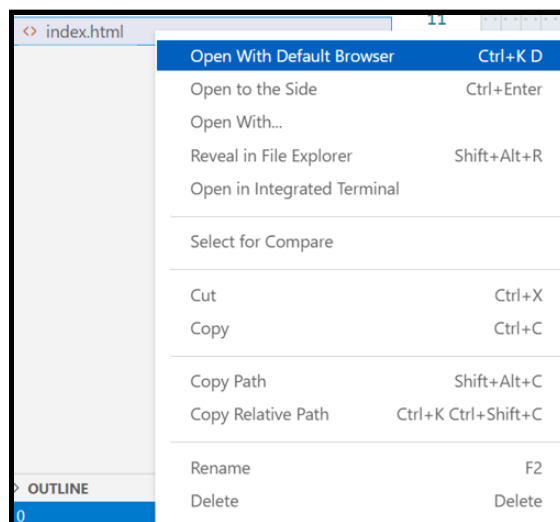 <> index.html
11
Open With Default Browser Ctrl+K D
Open to the Side Ctrl+Enter
Open With...
Reveal in File Explorer Shift+Alt+R
Open in Integrated Terminal
Select for Compare
Cut Ctrl+X
Copy Ctrl+C
Copy Path Shift+Alt+C
Copy Relative Path Ctrl+K Ctrl+Shift+C
Rename F2
OUTLINE
Delete Delete
0